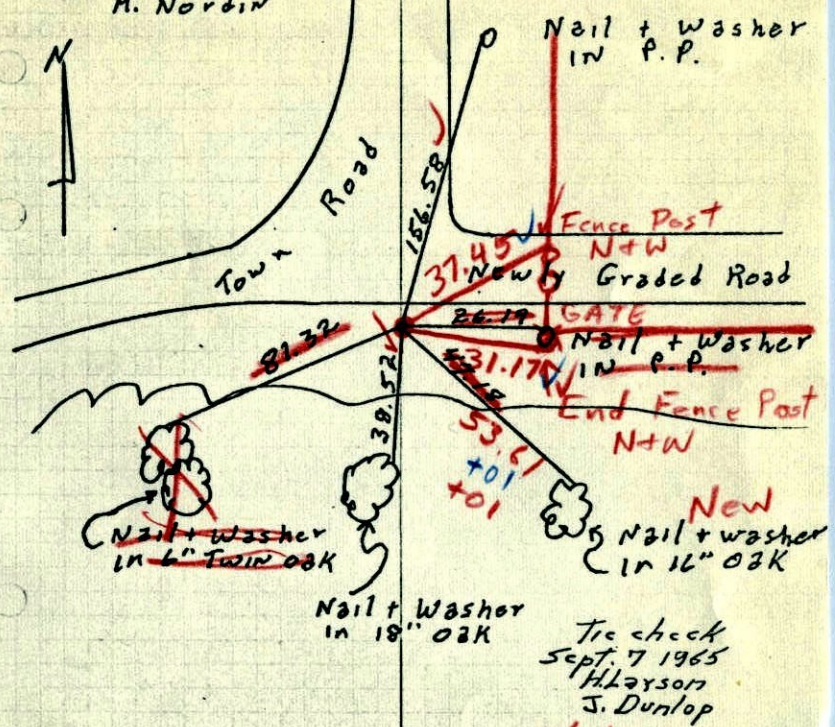 H. Nordin
N
Nail + Washer
IN P.P.
Town Road
156.58
Fence Post
N+W
37.45
Newly Graded Road
GATE
26.19
Nail + Washer
IN P.P.
81.32
31.17
38.52
End Fence Post
N+W
53.61
+01
+01
New
Nail + Washer
in 6" Twin Oak
Nail + Washer
in 16" Oak
Nail + Washer
in 18" Oak
Tie check
Sept. 7 1965
H.Larson
J. Dunlop